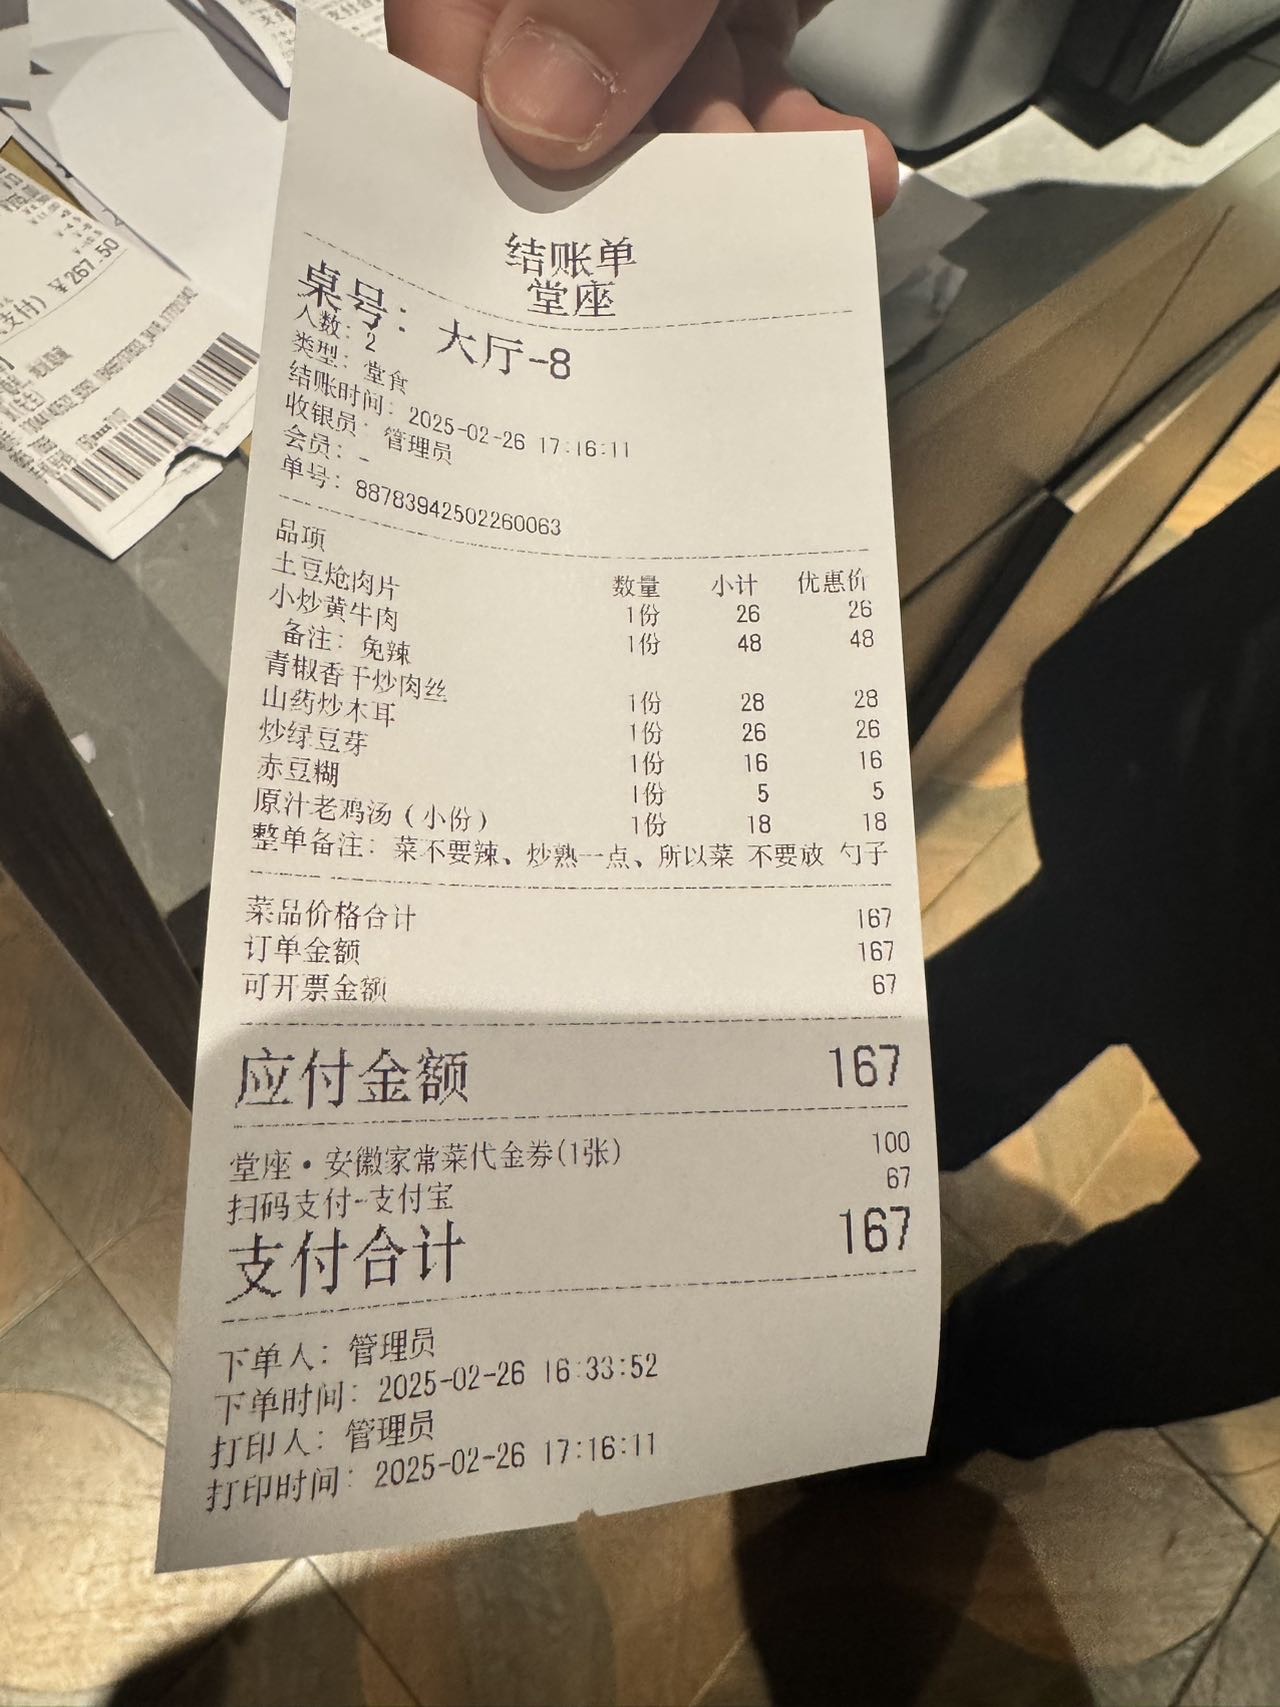 结账单
堂座
桌号： 大厅-8
人数：2
类型：堂食
结账时间：2025-02-26 17:16:11
收银员：管理员
会员：-
单号：88783942502260063
品项 数量 小计 优惠价
土豆炝肉片 1份 26 26
小炒黄牛肉 1份 48 48
备注：免辣
青椒香干炒肉丝 1份 28 28
山药炒木耳 1份 26 26
炒绿豆芽 1份 16 16
赤豆糊 1份 5 5
原汁老鸡汤（小份） 1份 18 18
整单备注：菜不要辣、炒熟一点、所以菜 不要放 勺子
菜品价格合计 167
订单金额 167
可开票金额 67
应付金额 167
堂座·安徽家常菜代金券(1张) 100
扫码支付-支付宝 67
支付合计 167
下单人：管理员
下单时间：2025-02-26 16:33:52
打印人：管理员
打印时间：2025-02-26 17:16:11
支付） ¥267.50